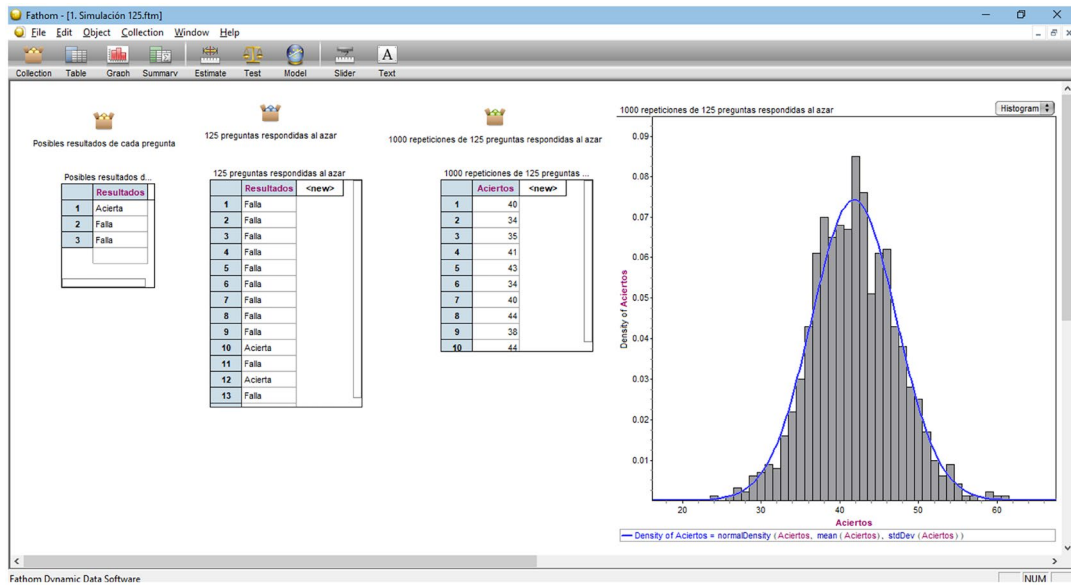 Fathom - [1. Simulación 125.ftm]
File Edit Object Collection Window Help
Collection Table Graph Summary Estimate Test Model Slider Text
A
Posibles resultados de cada pregunta
Posibles resultados d...
Resultados
1 Acierta
2 Falla
3 Falla
125 preguntas respondidas al azar
125 preguntas respondidas al azar
Resultados <new>
1 Falla
2 Falla
3 Falla
4 Falla
5 Falla
6 Falla
7 Falla
8 Falla
9 Falla
10 Acierta
11 Falla
12 Acierta
13 Falla
1000 repeticiones de 125 preguntas respondidas al azar
1000 repeticiones de 125 preguntas ...
Aciertos <new>
1 40
2 34
3 35
4 41
5 43
6 34
7 40
8 44
9 38
10 44
1000 repeticiones de 125 preguntas respondidas al azar
Histogram
Density of Aciertos
0.09
0.08
0.07
0.06
0.05
0.04
0.03
0.02
0.01
20 30 40 50 60
Aciertos
Density of Aciertos = normalDensity (Aciertos, mean (Aciertos), stdDev (Aciertos))
Fathom Dynamic Data Software
NUM